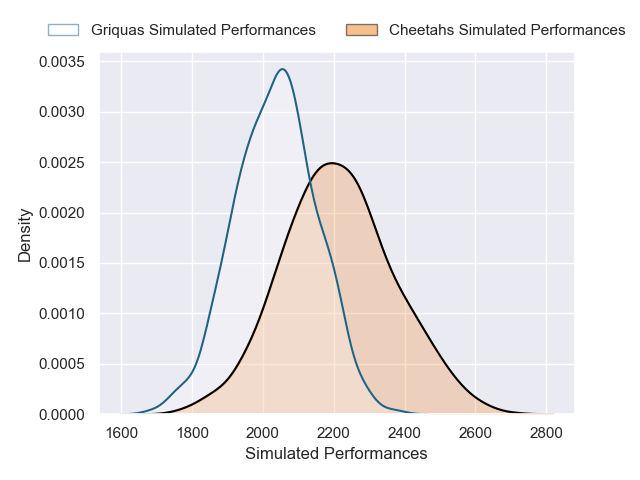 Griquas Simulated Performances Cheetahs Simulated Performances
0.0035
0.0030
0.0025
0.0020
0.0015
0.0010
0.0005
0.0000
Density
1600 1800 2000 2200 2400 2600 2800
Simulated Performances